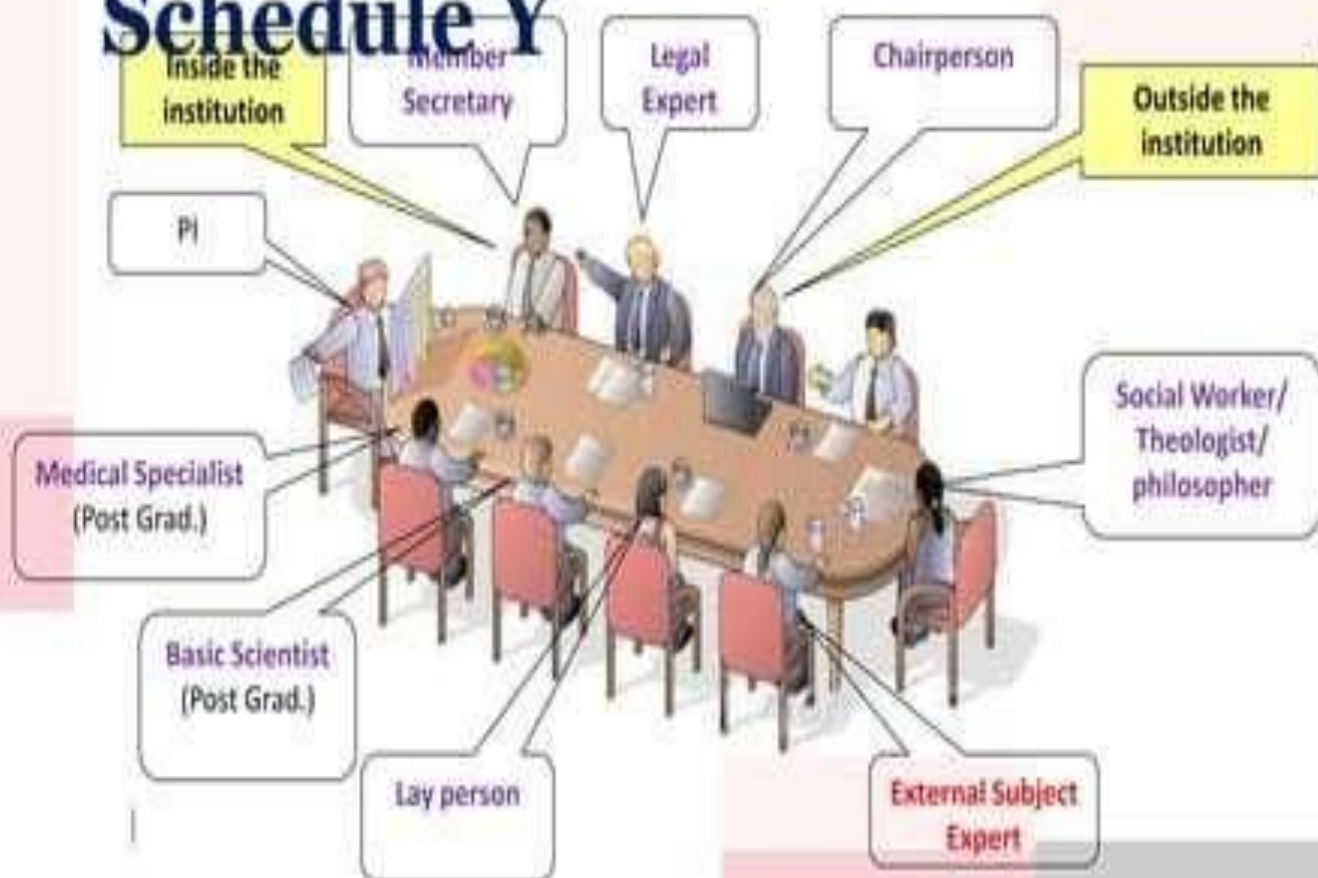 Schedule Y
Inside the
institution
Member
Secretary
Legal
Expert
Chairperson
Outside the
institution
PI
Social Worker/
Theologist/
philosopher
Medical Specialist
(Post Grad.)
Basic Scientist
(Post Grad.)
Lay person
External Subject
Expert